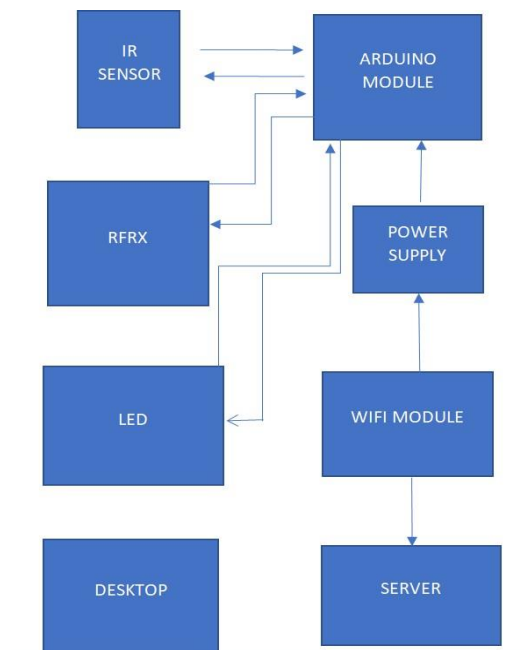 IR
SENSOR
ARDUINO
MODULE
RFRX
POWER
SUPPLY
LED
WIFI MODULE
DESKTOP
SERVER